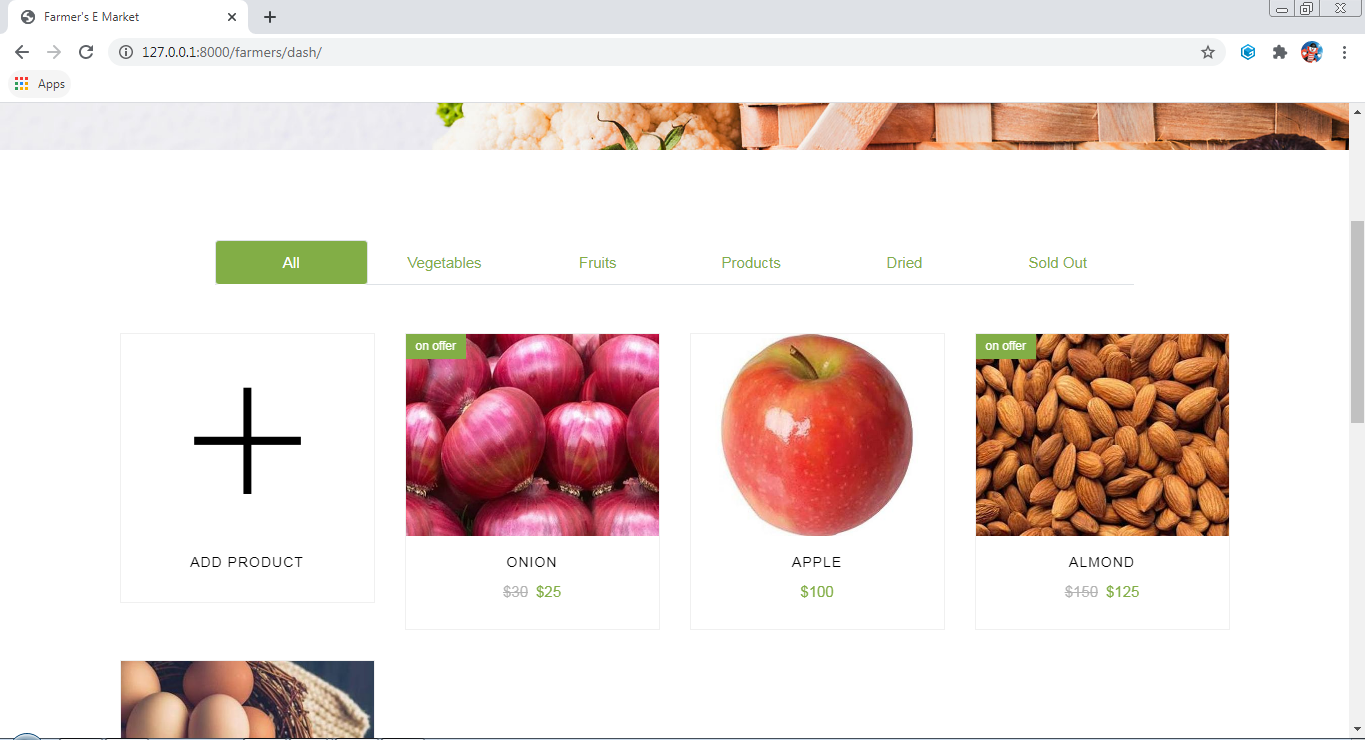 Farmer's E Market
127.0.0.1:8000/farmers/dash/
Apps
All Vegetables Fruits Products Dried Sold Out
on offer on offer
ADD PRODUCT ONION APPLE ALMOND
$30 $25 $100 $150 $125